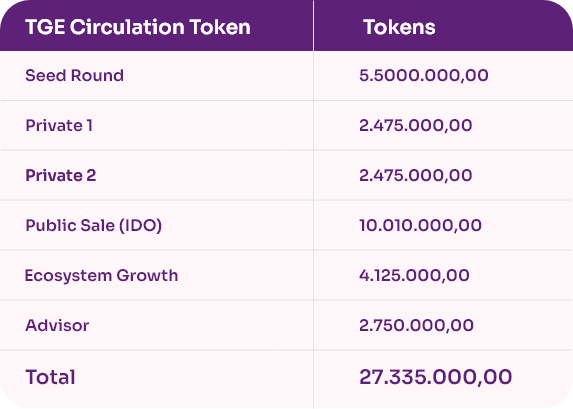 TGE Circulation Token Tokens
Seed Round 5.5000.000,00
Private 1 2.475.000,00
Private 2 2.475.000,00
Public Sale (IDO) 10.010.000,00
Ecosystem Growth 4.125.000,00
Advisor 2.750.000,00
Total 27.335.000,00